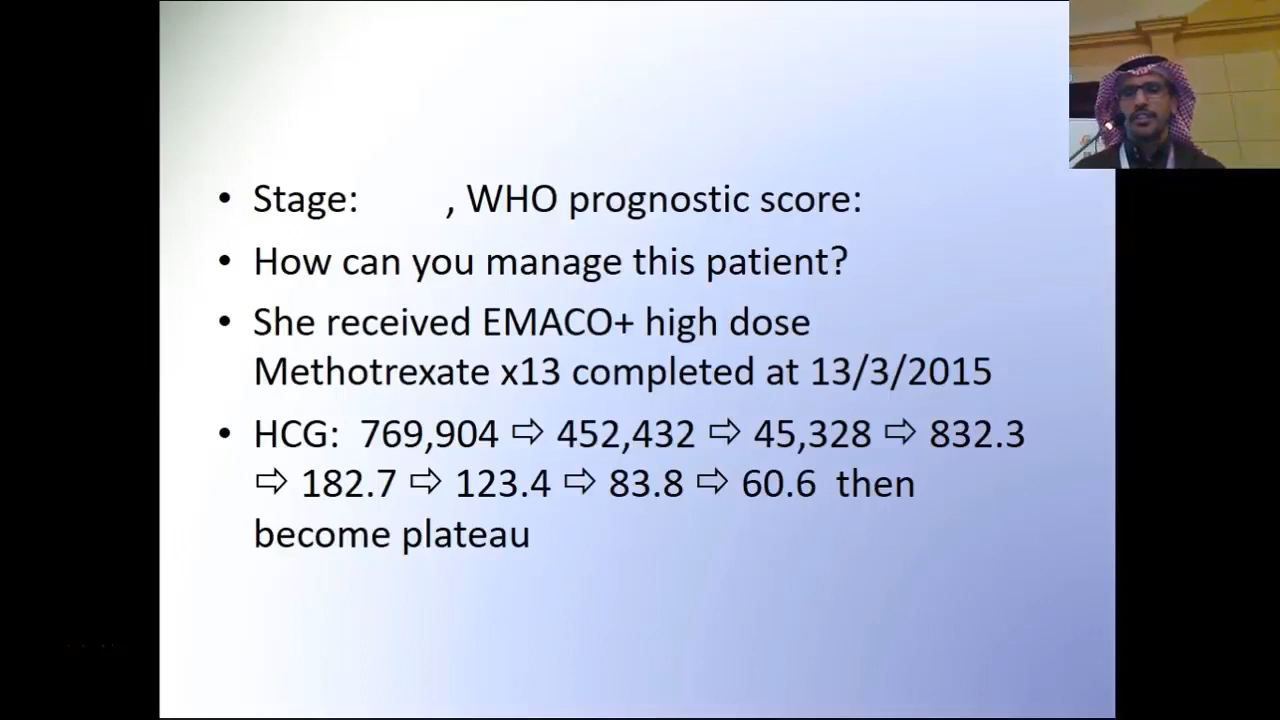 • Stage: , WHO prognostic score:
• How can you manage this patient?
• She received EMACO+ high dose
Methotrexate x13 completed at 13/3/2015
• HCG: 769,904 ⇨ 452,432 ⇨ 45,328 ⇨ 832.3
⇨ 182.7 ⇨ 123.4 ⇨ 83.8 ⇨ 60.6 then
become plateau